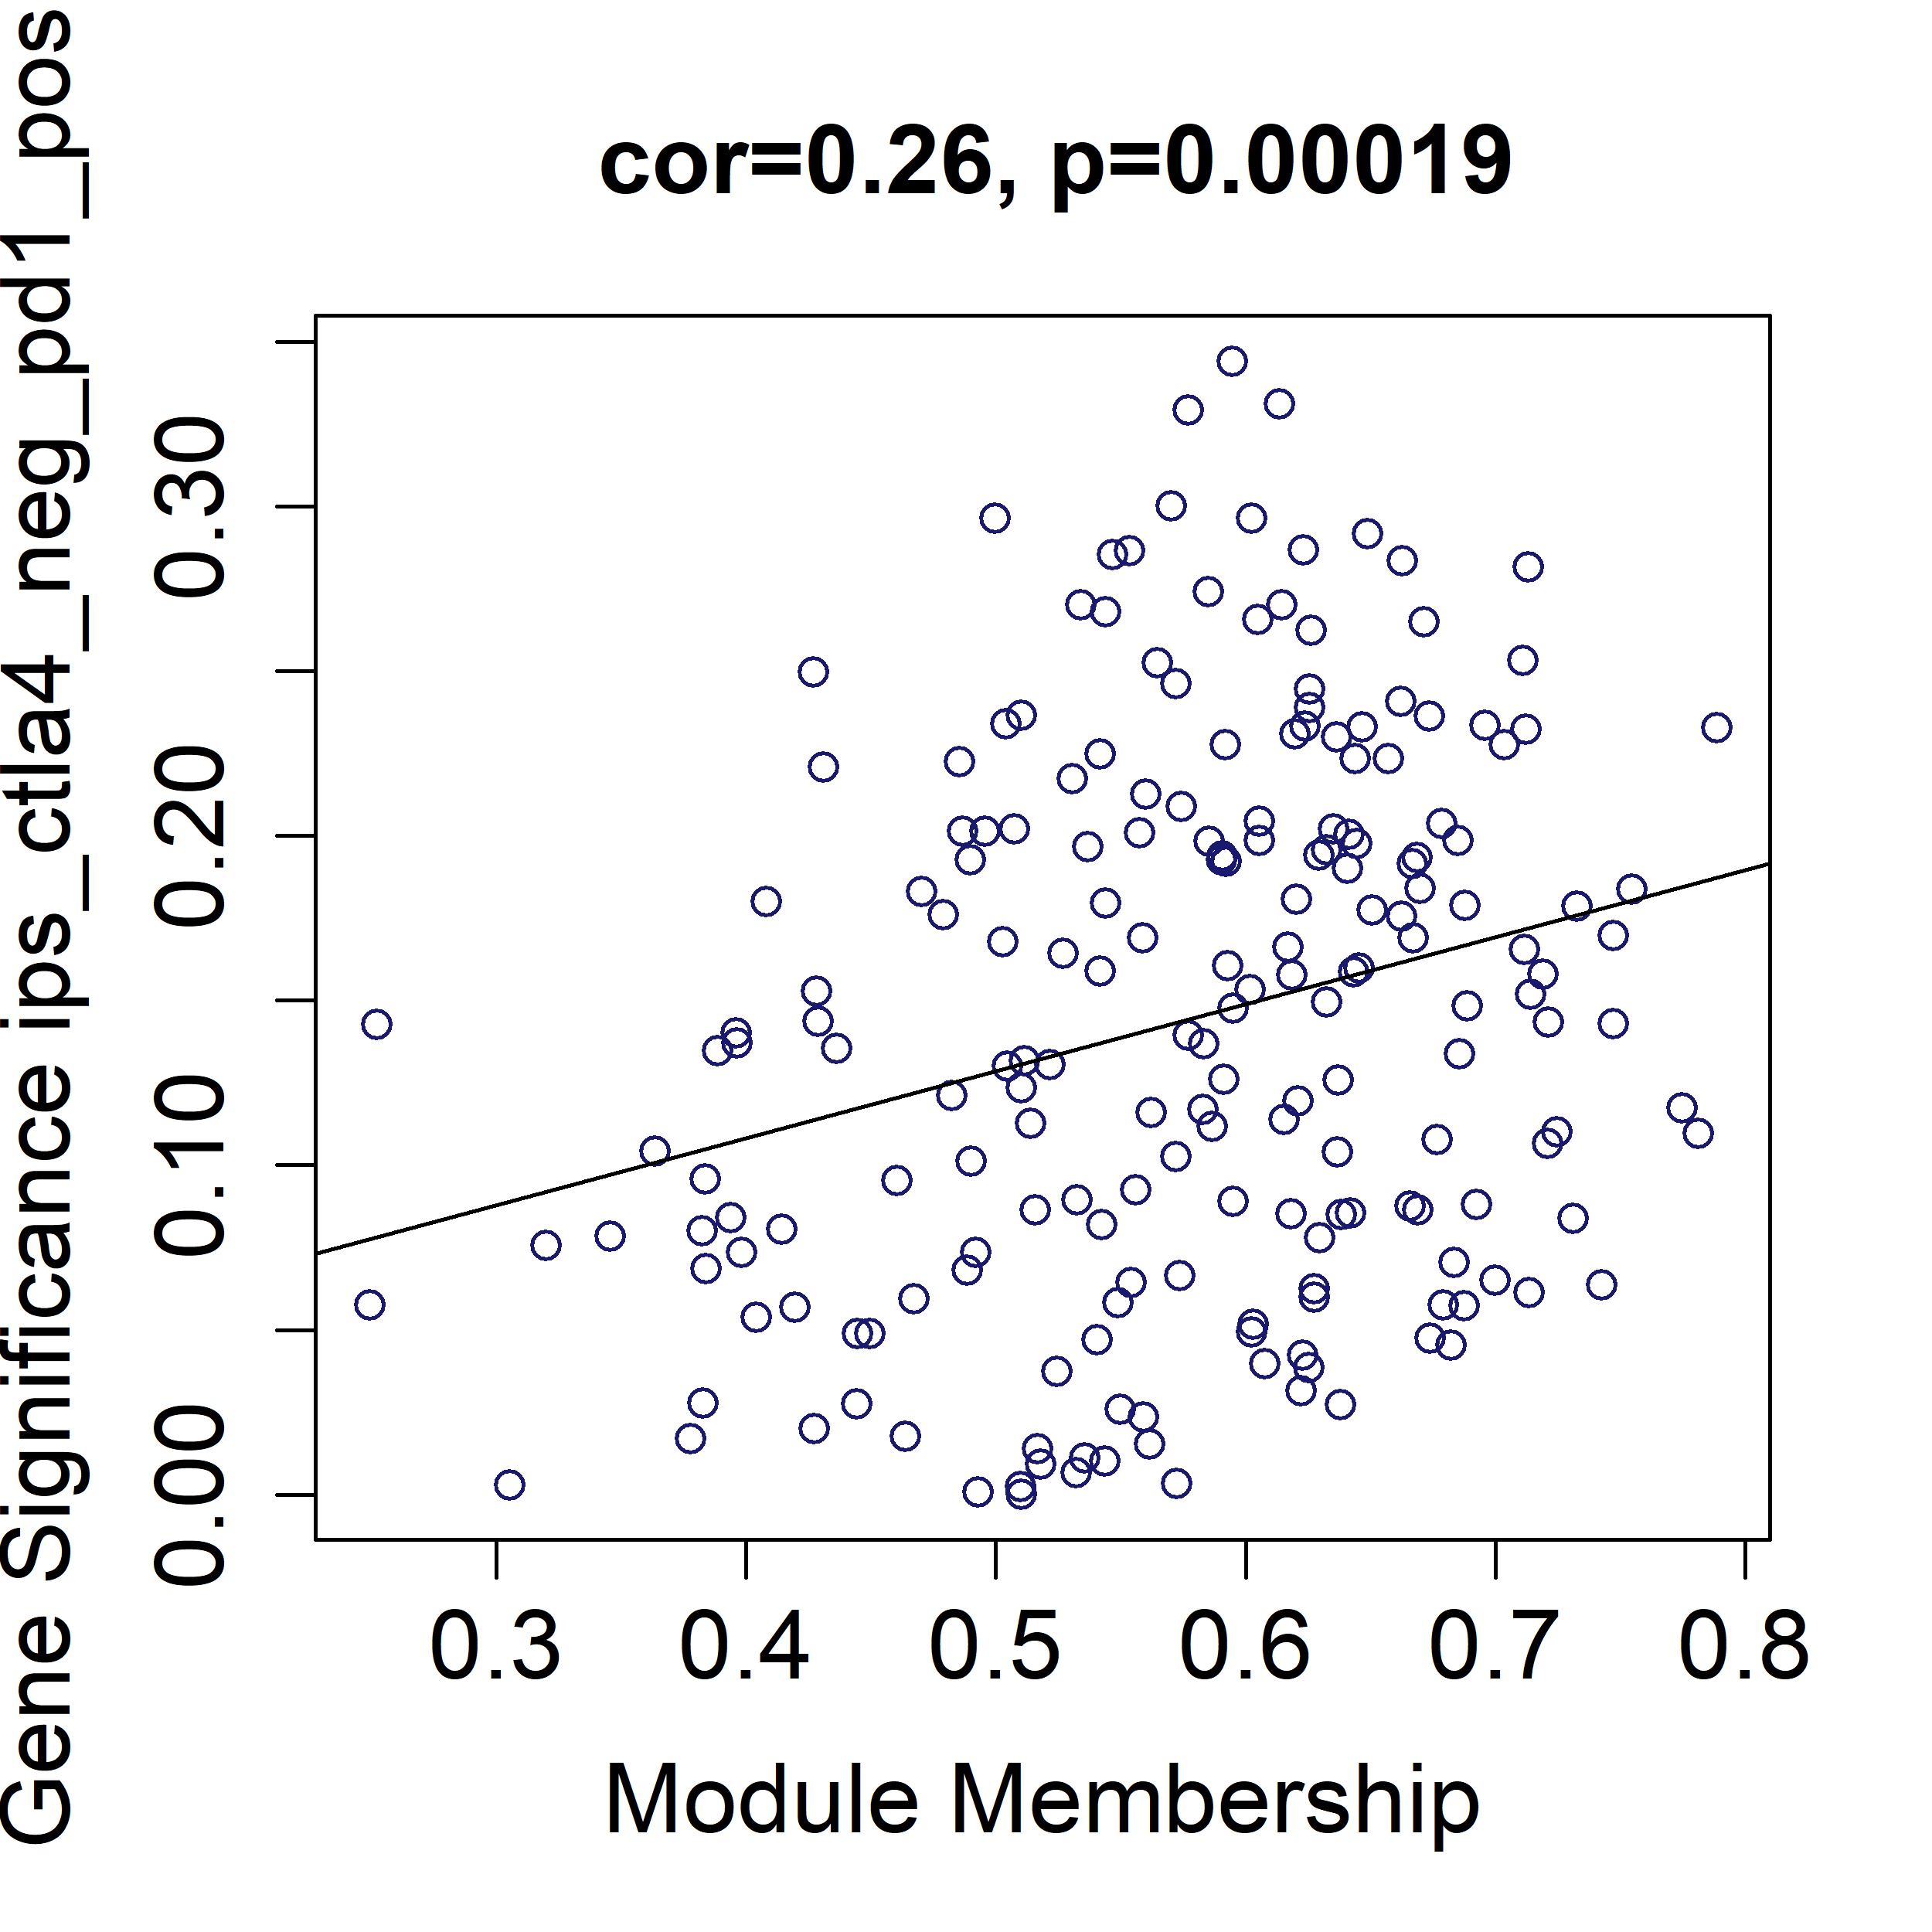 cor=0.26, p=0.00019
Gene Significance ips_ctla4_neg_pd1_pos
0.30
0.20
0.10
0.00
0.3 0.4 0.5 0.6 0.7 0.8
Module Membership